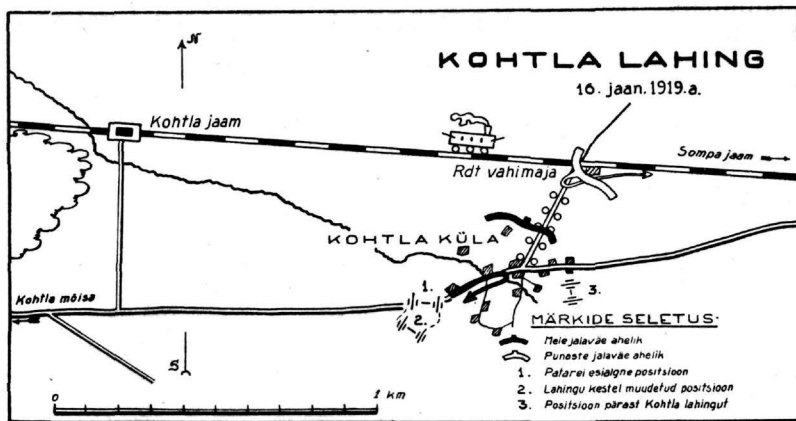 N
KOHTLA LAHING
16. jaan. 1919.a.
Kohtla jaam
Sompa jaam
Rdt vahimaja
KOHTLA KÜLA
1.
2.
3.
Kohtla mõisa
S
MÄRKIDE SELETUS:
Meie jalaväe ahelik
Punaste jalaväe ahelik
1. Patarei esialgne positsioon
2. Lahingu kestel muudetud positsioon
3. Positsioon pärast Kohtla lahingut
0 1 km